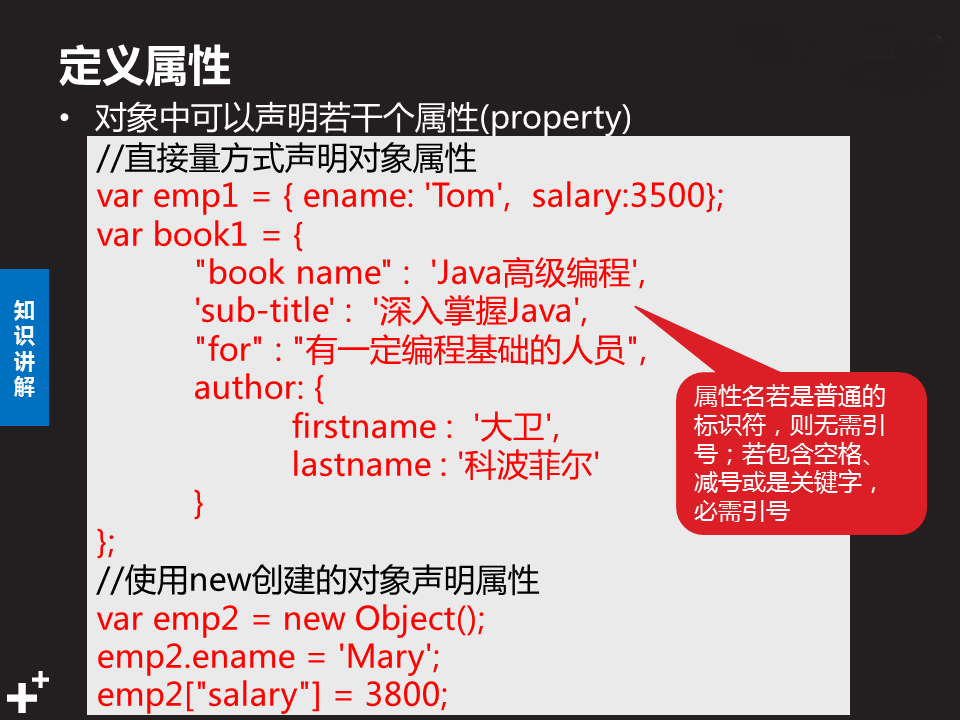 定义属性
• 对象中可以声明若干个属性(property)
//直接量方式声明对象属性
var emp1 = { ename: 'Tom', salary:3500};
var book1 = {
"book name" : 'Java高级编程',
'sub-title' : '深入掌握Java',
"for" : "有一定编程基础的人员",
author: {
firstname : '大卫',
lastname : '科波菲尔'
}
};
//使用new创建的对象声明属性
var emp2 = new Object();
emp2.ename = 'Mary';
emp2["salary"] = 3800;
属性名若是普通的
标识符，则无需引
号；若包含空格、
减号或是关键字，
必需引号
知
识
讲
解